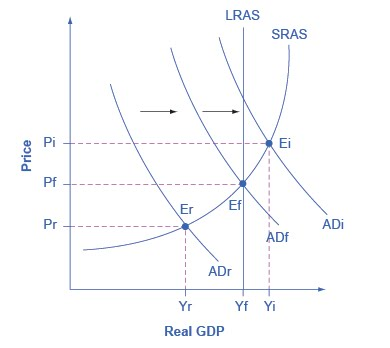 LRAS
SRAS
Pi
Ei
Price
Pf
Ef
Pr
Er
ADi
ADf
ADr
Yr
Yf
Yi
Real GDP